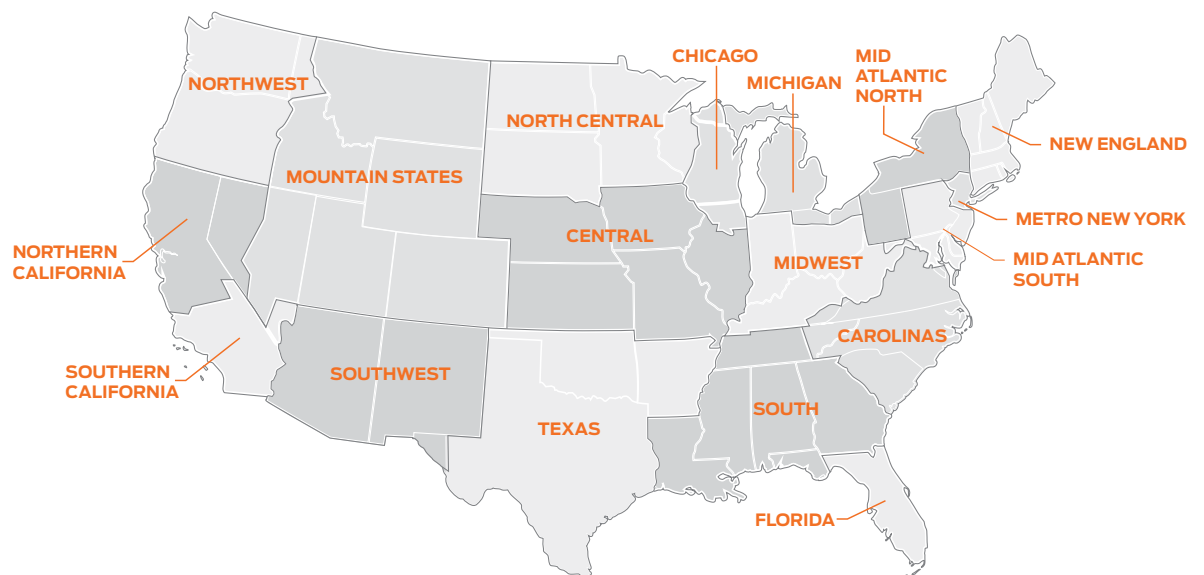 CHICAGO
MID
ATLANTIC
NORTH
MICHIGAN
NORTHWEST
NORTH CENTRAL
NEW ENGLAND
MOUNTAIN STATES
METRO NEW YORK
CENTRAL
NORTHERN
CALIFORNIA
MIDWEST
MID ATLANTIC
SOUTH
CAROLINAS
SOUTHERN
CALIFORNIA
SOUTHWEST
SOUTH
TEXAS
FLORIDA